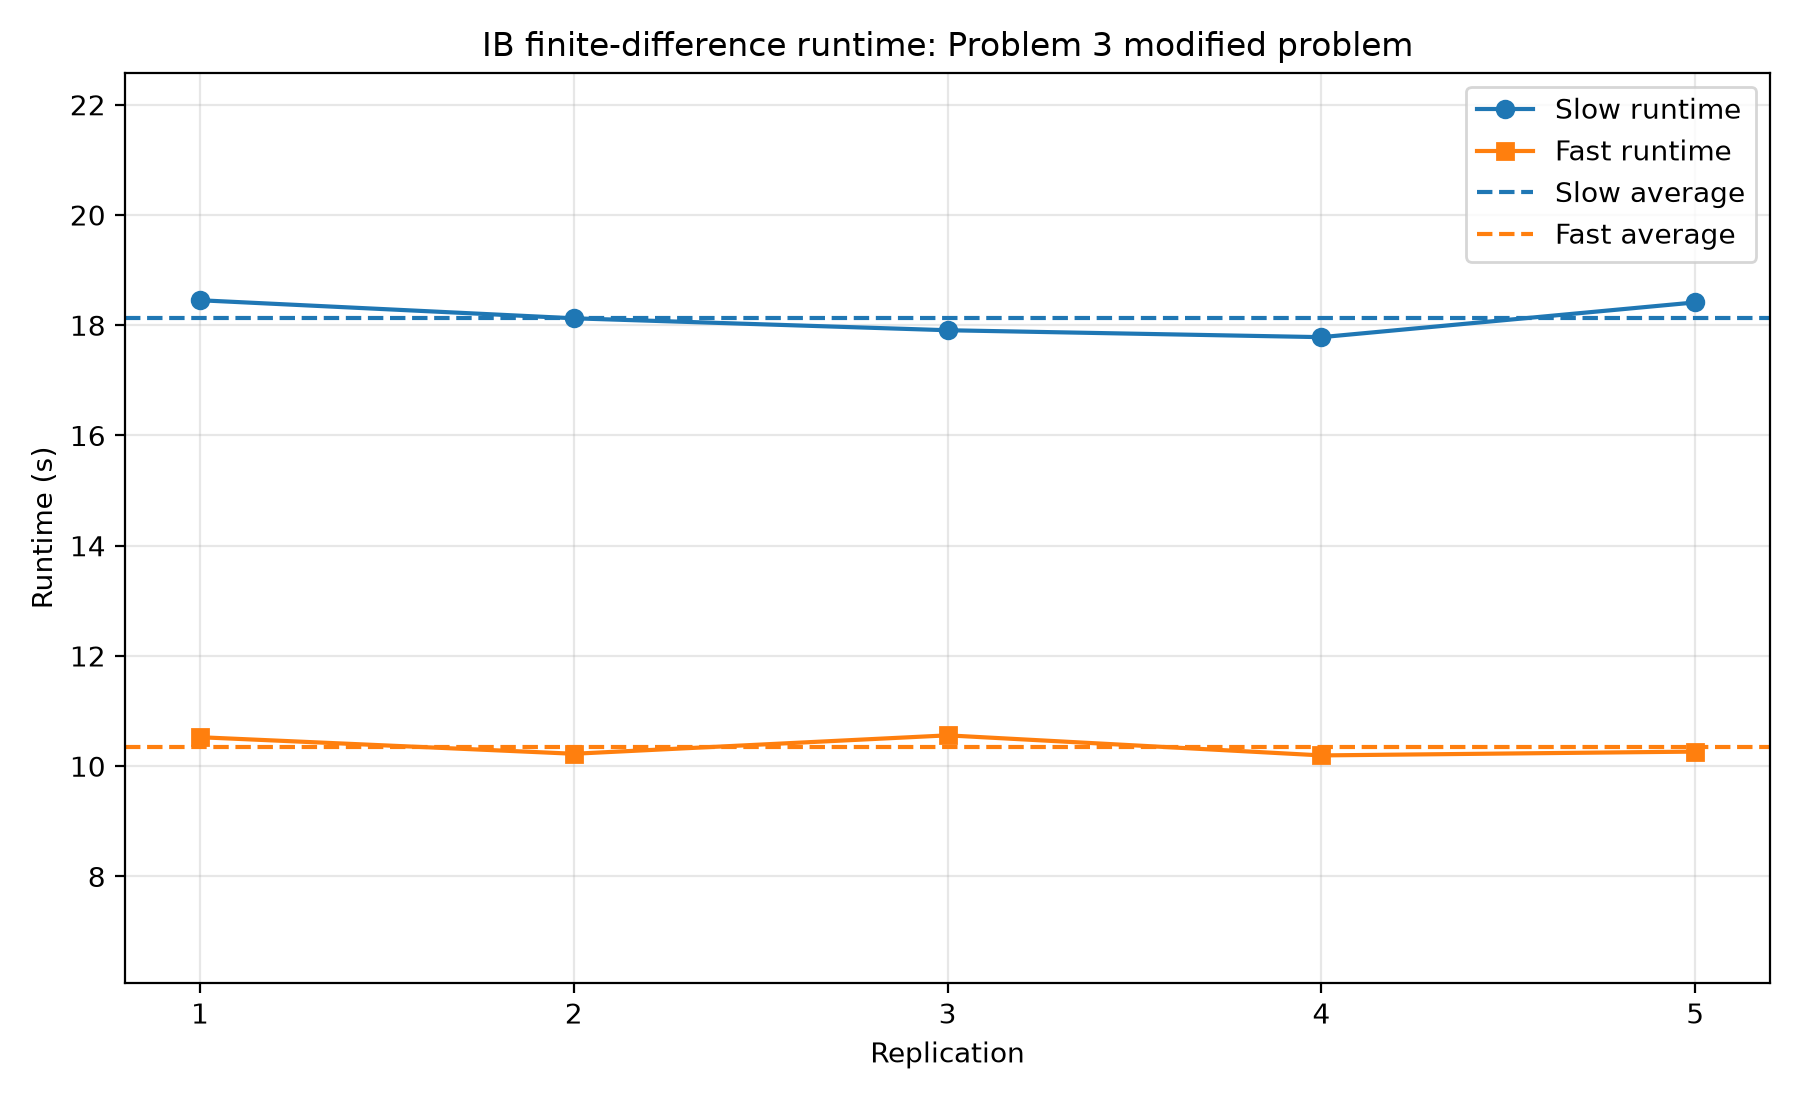 IB finite-difference runtime: Problem 3 modified problem
Slow runtime
Fast runtime
Slow average
Fast average
22
20
18
16
14
12
10
8
Runtime (s)
1 2 3 4 5
Replication